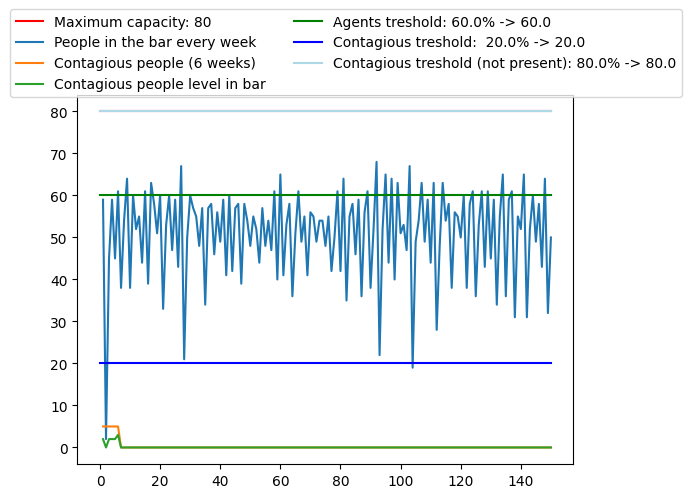 Maximum capacity: 80
People in the bar every week
Contagious people (6 weeks)
Contagious people level in bar
Agents treshold: 60.0% -> 60.0
Contagious treshold:  20.0% -> 20.0
Contagious treshold (not present): 80.0% -> 80.0
80
70
60
50
40
30
20
10
0
0 20 40 60 80 100 120 140